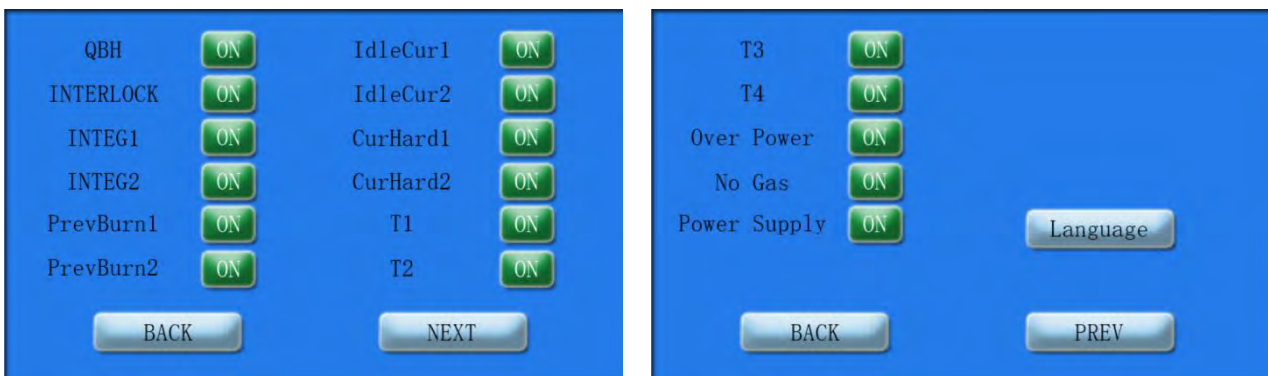 QBH ON IdleCur1 ON
INTERLOCK ON IdleCur2 ON
INTEG1 ON CurHard1 ON
INTEG2 ON CurHard2 ON
PrevBurn1 ON T1 ON
PrevBurn2 ON T2 ON
BACK NEXT
T3 ON
T4 ON
Over Power ON
No Gas ON
Power Supply ON Language
BACK PREV